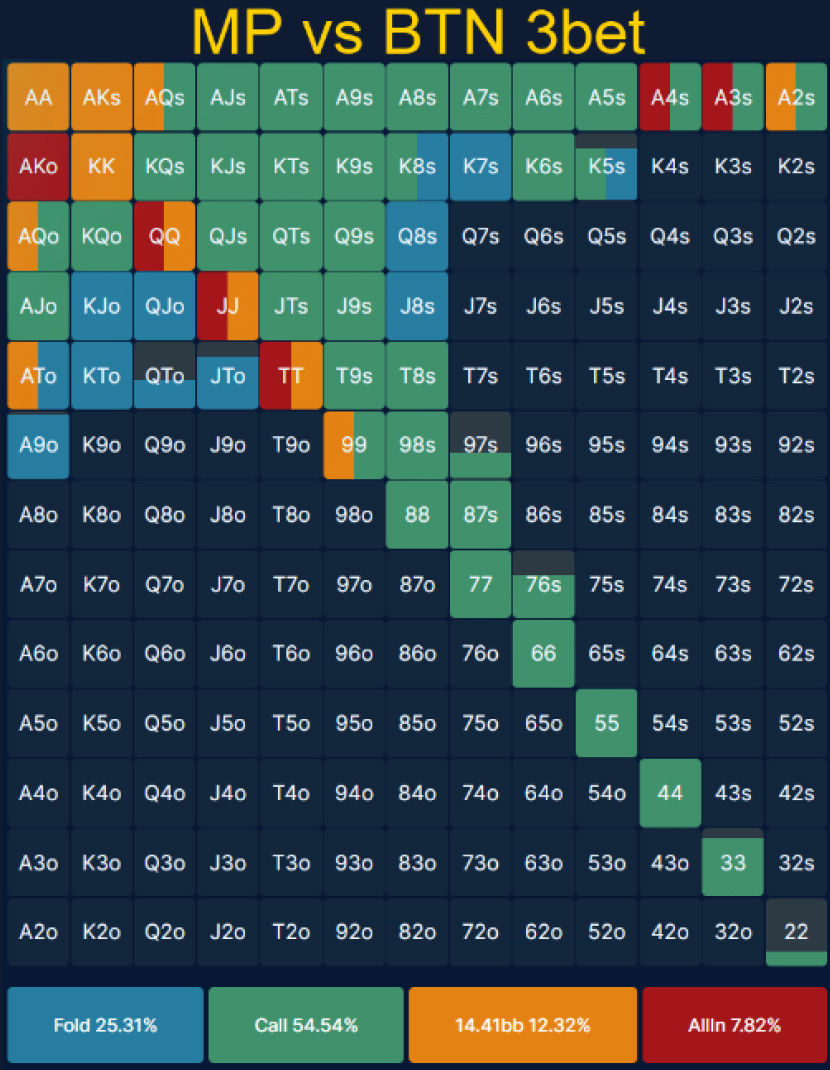 MP vs BTN 3bet
AA AKs AQs AJs ATs A9s A8s A7s A6s A5s A4s A3s A2s
AKo KK KQs KJs KTs K9s K8s K7s K6s K5s K4s K3s K2s
AQo KQo QQ QJs QTs Q9s Q8s Q7s Q6s Q5s Q4s Q3s Q2s
AJo KJo QJo JJ JTs J9s J8s J7s J6s J5s J4s J3s J2s
ATo KTo QTo JTo TT T9s T8s T7s T6s T5s T4s T3s T2s
A9o K9o Q9o J9o T9o 99 98s 97s 96s 95s 94s 93s 92s
A8o K8o Q8o J8o T8o 98o 88 87s 86s 85s 84s 83s 82s
A7o K7o Q7o J7o T7o 97o 87o 77 76s 75s 74s 73s 72s
A6o K6o Q6o J6o T6o 96o 86o 76o 66 65s 64s 63s 62s
A5o K5o Q5o J5o T5o 95o 85o 75o 65o 55 54s 53s 52s
A4o K4o Q4o J4o T4o 94o 84o 74o 64o 54o 44 43s 42s
A3o K3o Q3o J3o T3o 93o 83o 73o 63o 53o 43o 33 32s
A2o K2o Q2o J2o T2o 92o 82o 72o 62o 52o 42o 32o 22
Fold 25.31% Call 54.54% 14.41bb 12.32% AllIn 7.82%